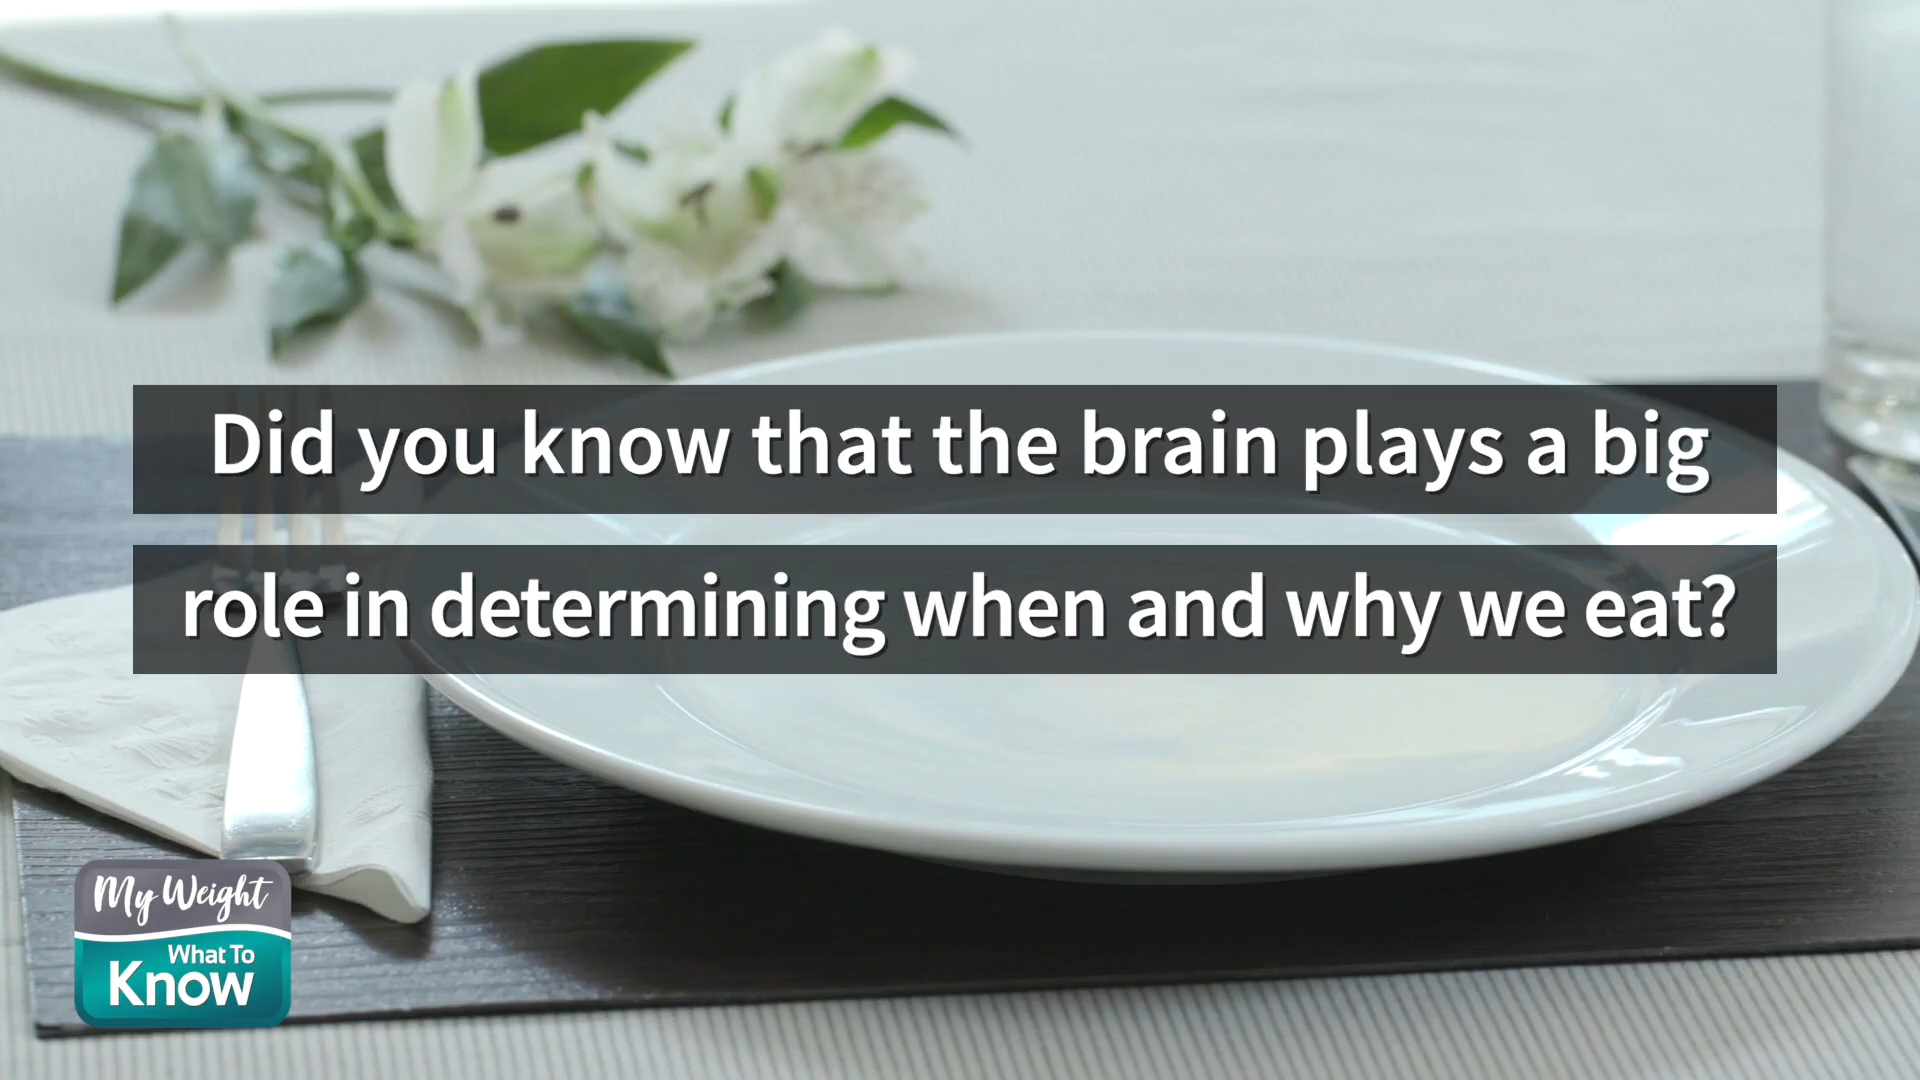 Did you know that the brain plays a big
role in determining when and why we eat?
My Weight
What To
Know